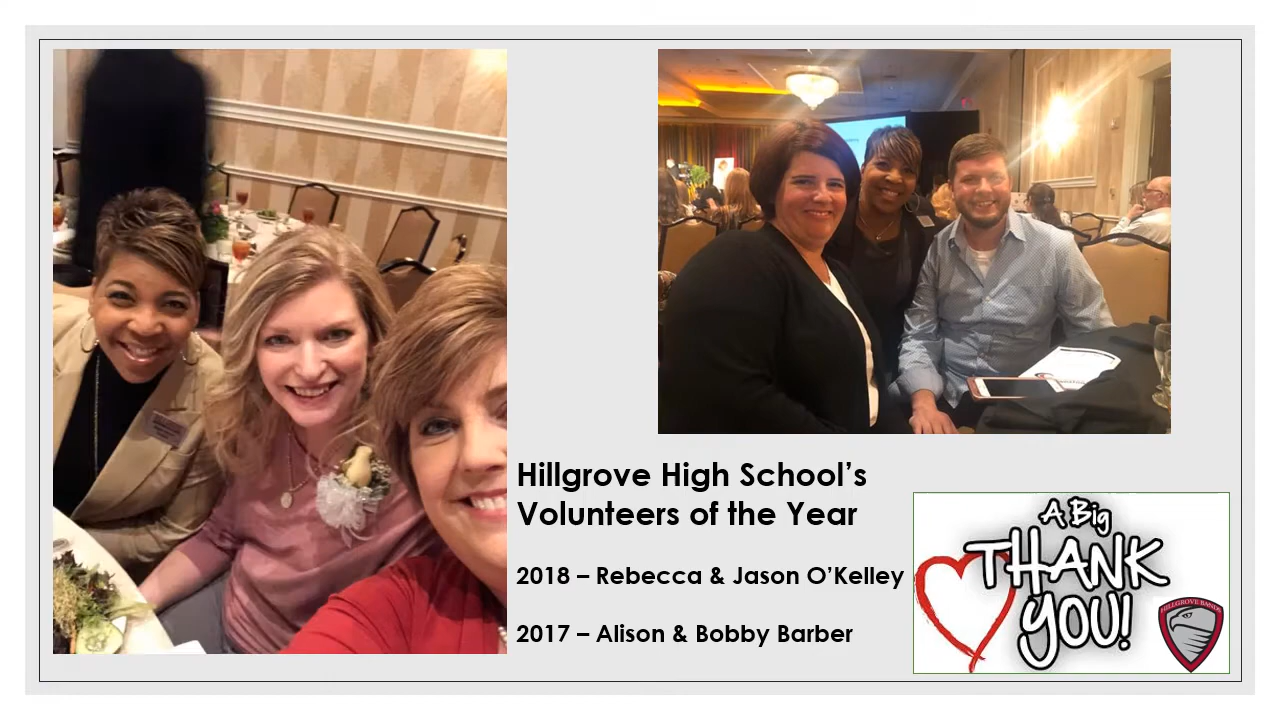 Hillgrove High School’s
Volunteers of the Year
2018 – Rebecca & Jason O’Kelley
2017 – Alison & Bobby Barber
A Big
THANK
YOU!
HILLGROVE BANDS